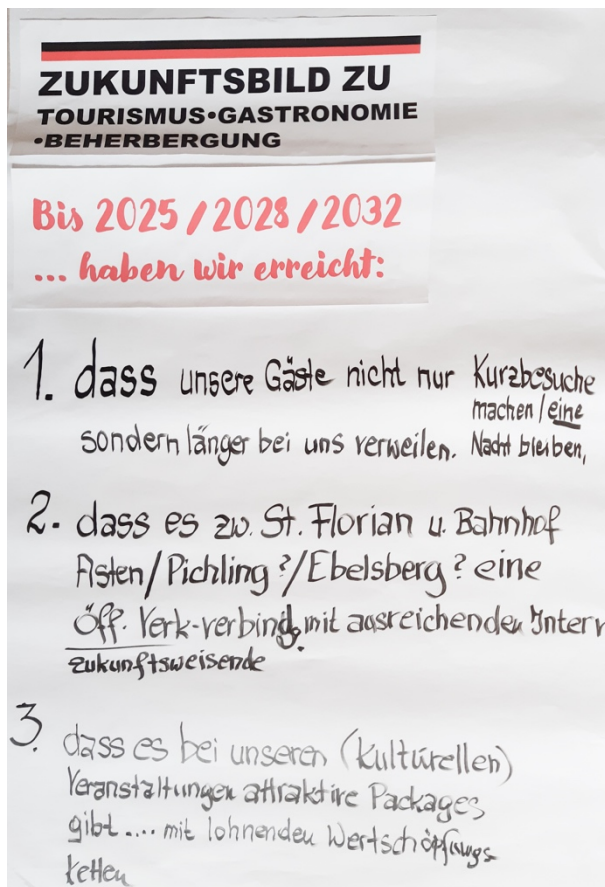 ZUKUNFTSBILD ZU
TOURISMUS•GASTRONOMIE
•BEHERBERGUNG
Bis 2025/2028/2032
... haben wir erreicht:
1. dass unsere Gäste nicht nur Kurzbesuche
machen / eine
sondern länger bei uns verweilen. Nacht bleiben,
2. dass es zw. St. Florian u. Bahnhof
Asten/Pichling?/Ebelsberg? eine
Öff. Verk-verbindg. mit ausreichenden Interv
zukunftsweisende
3. dass es bei unseren (kulturellen)
Veranstaltungen attraktive Packages
gibt.... mit lohnenden Wertschöpfungs-
ketten